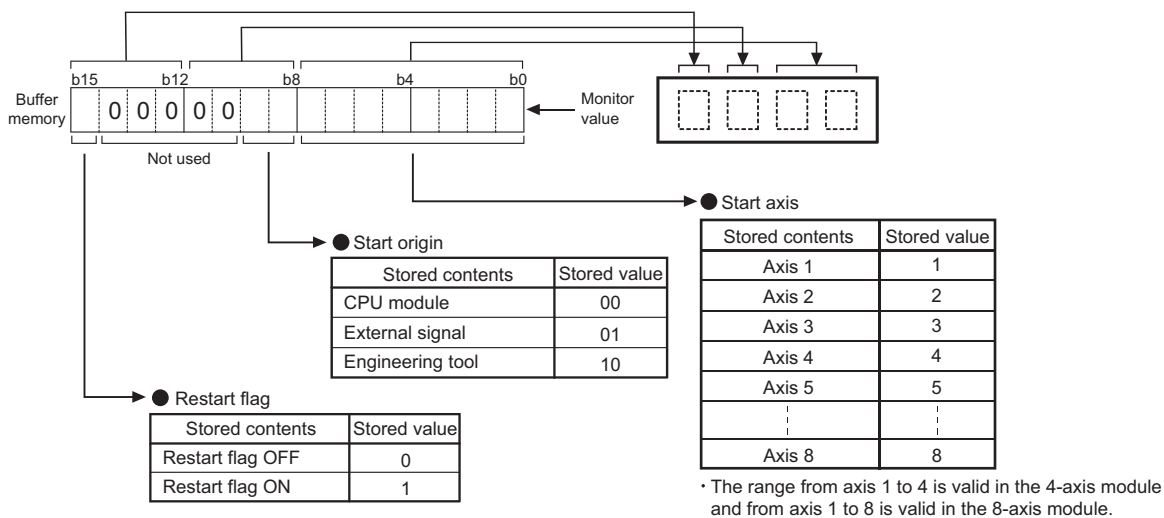 b15 b12 b8 b4 b0
Buffer
memory
0 0 0 0 0
Monitor
value
Not used
● Start axis
Stored contents Stored value
Axis 1 1
Axis 2 2
Axis 3 3
Axis 4 4
Axis 5 5
Axis 8 8
・The range from axis 1 to 4 is valid in the 4-axis module
and from axis 1 to 8 is valid in the 8-axis module.
● Start origin
Stored contents Stored value
CPU module 00
External signal 01
Engineering tool 10
● Restart flag
Stored contents Stored value
Restart flag OFF 0
Restart flag ON 1